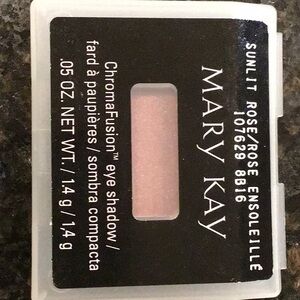 SUNLIT ROSE/ROSE ENSOLEILLÉ
107629 8B16
MARY KAY
ChromaFusion™ eye shadow /
fard à paupières / sombra compacta
.05 OZ. NET WT. / 1.4 g / 1,4 g